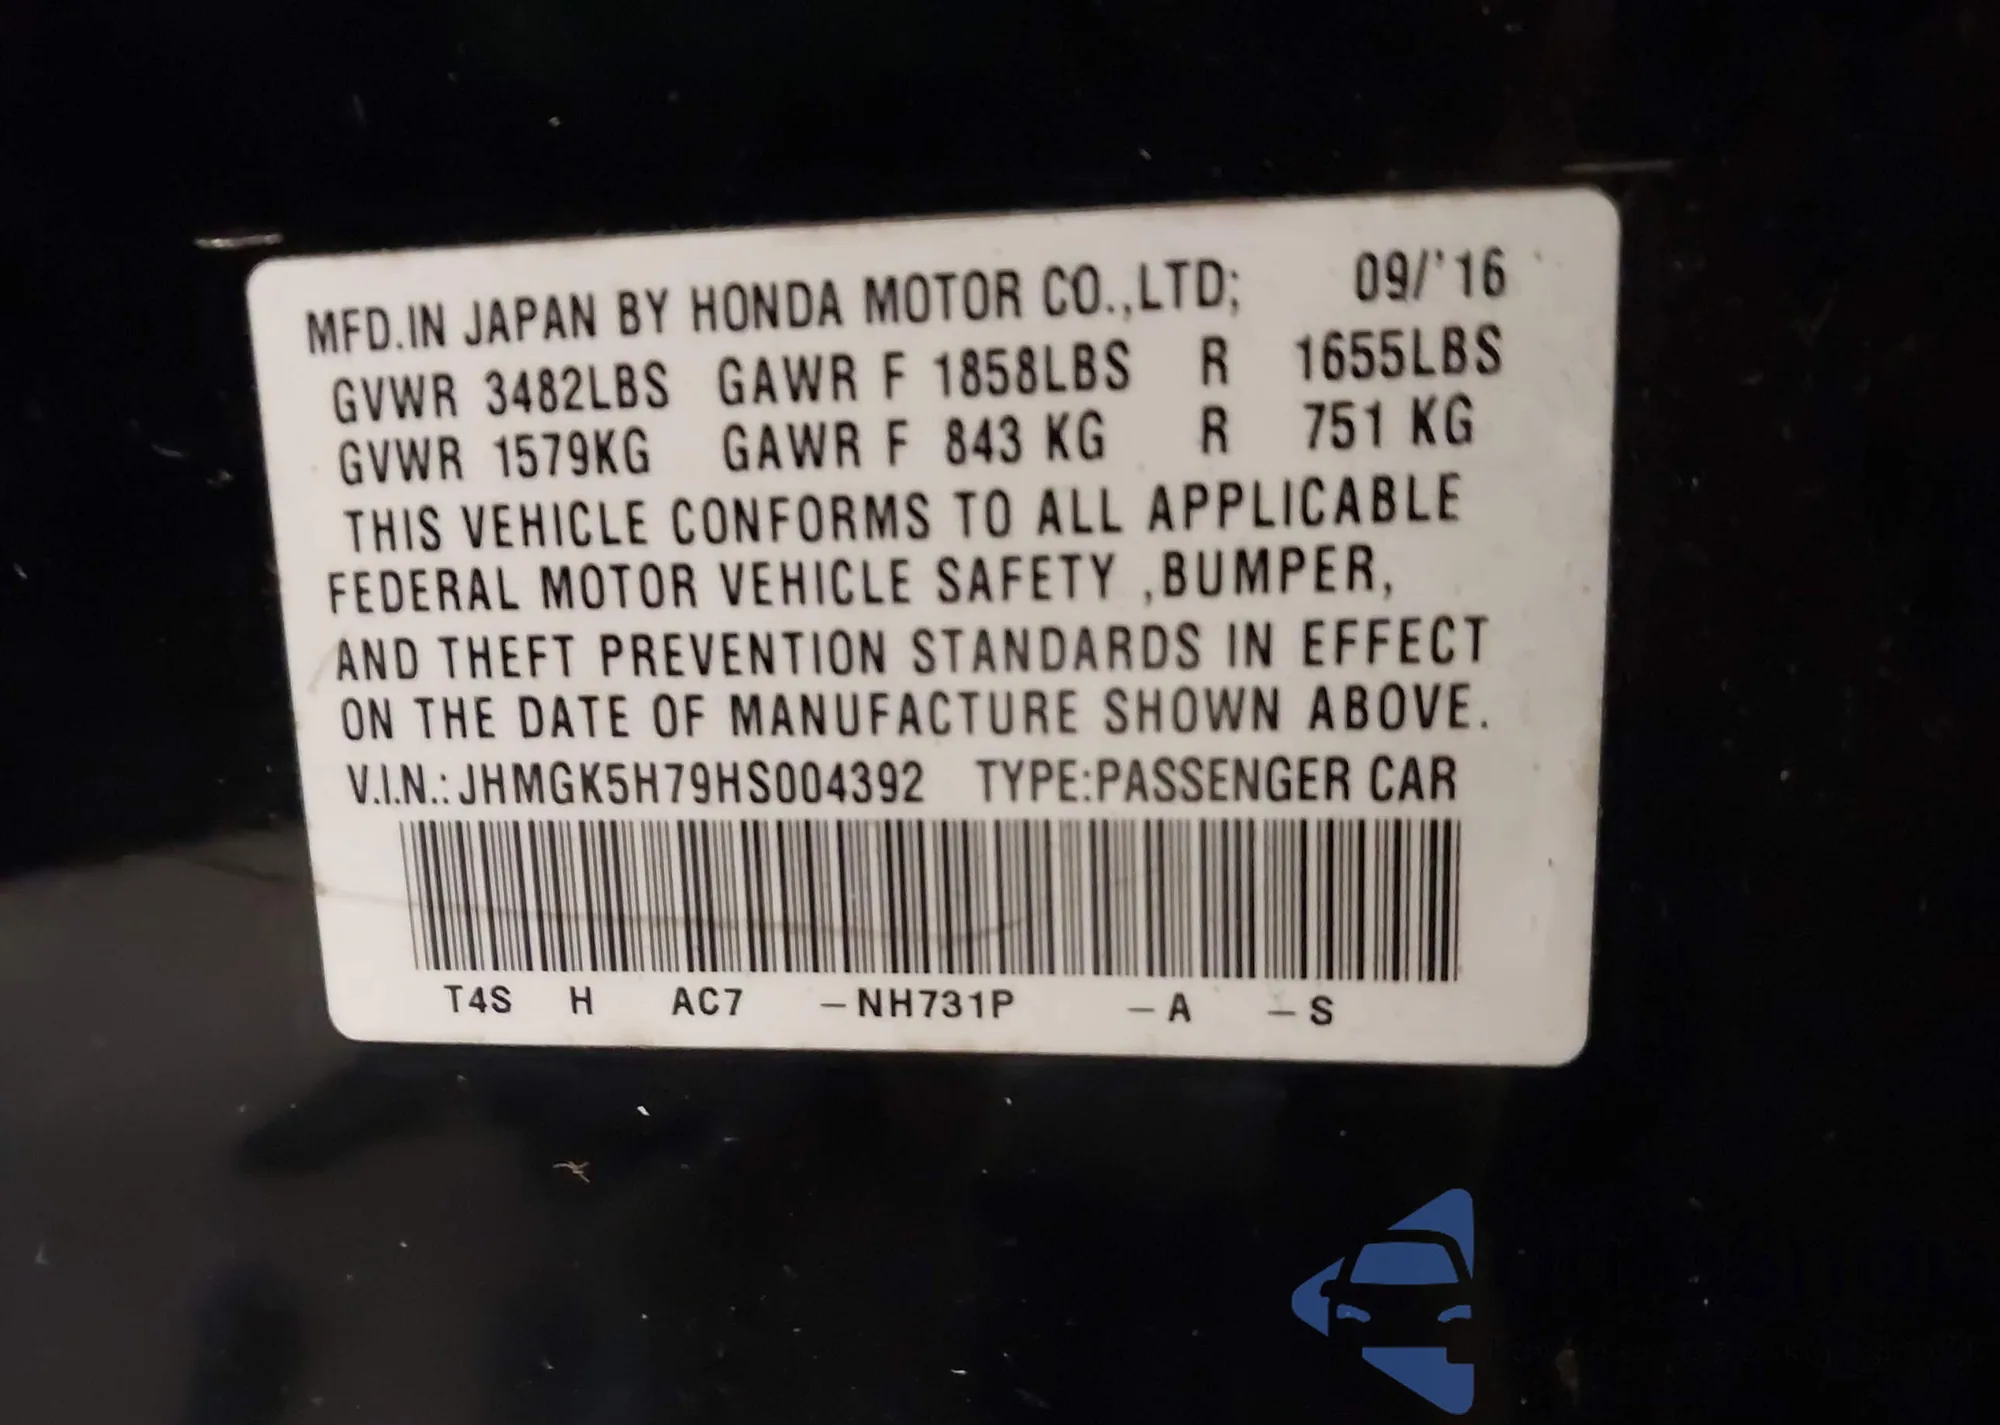 MFD.IN JAPAN BY HONDA MOTOR CO.,LTD; 09/'16
GVWR 3482LBS GAWR F 1858LBS R 1655LBS
GVWR 1579KG GAWR F 843 KG R 751 KG
THIS VEHICLE CONFORMS TO ALL APPLICABLE
FEDERAL MOTOR VEHICLE SAFETY ,BUMPER,
AND THEFT PREVENTION STANDARDS IN EFFECT
ON THE DATE OF MANUFACTURE SHOWN ABOVE.
V.I.N.: JHMGK5H79HS004392 TYPE:PASSENGER CAR
T4S H AC7 –NH731P –A –S